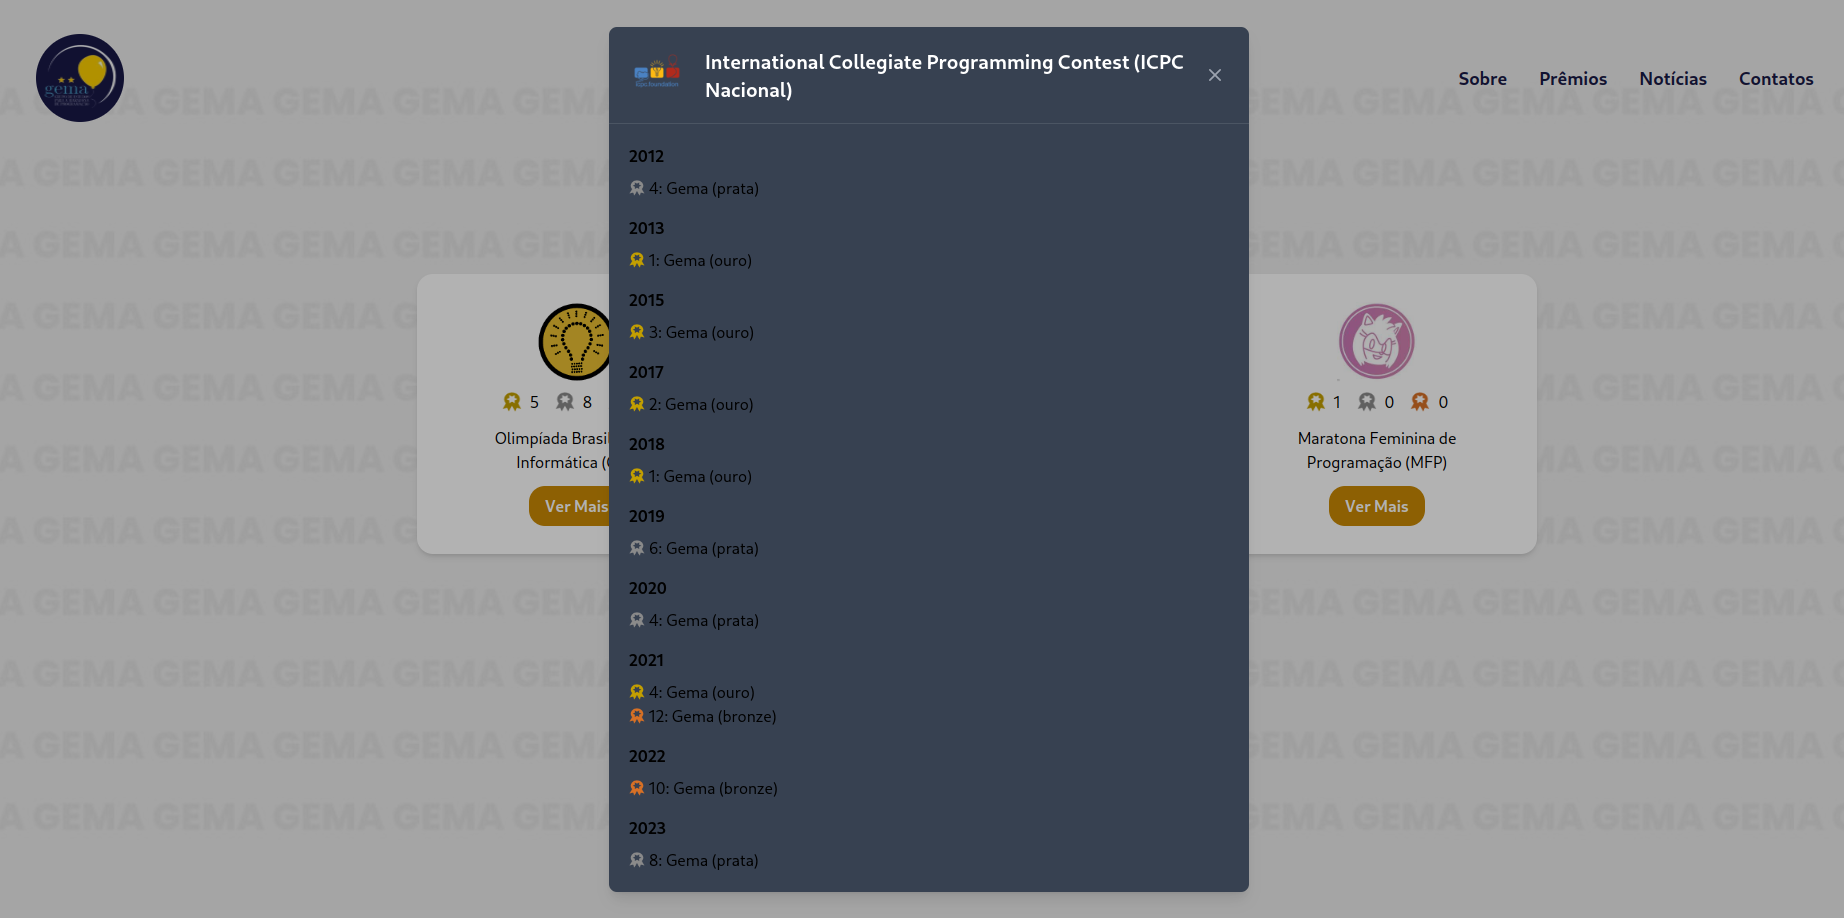 gema
Sobre
Prêmios
Notícias
Contatos
International Collegiate Programming Contest (ICPC
Nacional)
2012
4: Gema (prata)
2013
1: Gema (ouro)
2015
3: Gema (ouro)
2017
2: Gema (ouro)
2018
1: Gema (ouro)
2019
6: Gema (prata)
2020
4: Gema (prata)
2021
4: Gema (ouro)
12: Gema (bronze)
2022
10: Gema (bronze)
2023
8: Gema (prata)
5 8
Olimpíada Brasil
Informática (
Ver Mais
1 0 0
Maratona Feminina de
Programação (MFP)
Ver Mais
GEMA GEMA GEMA GEMA GEMA